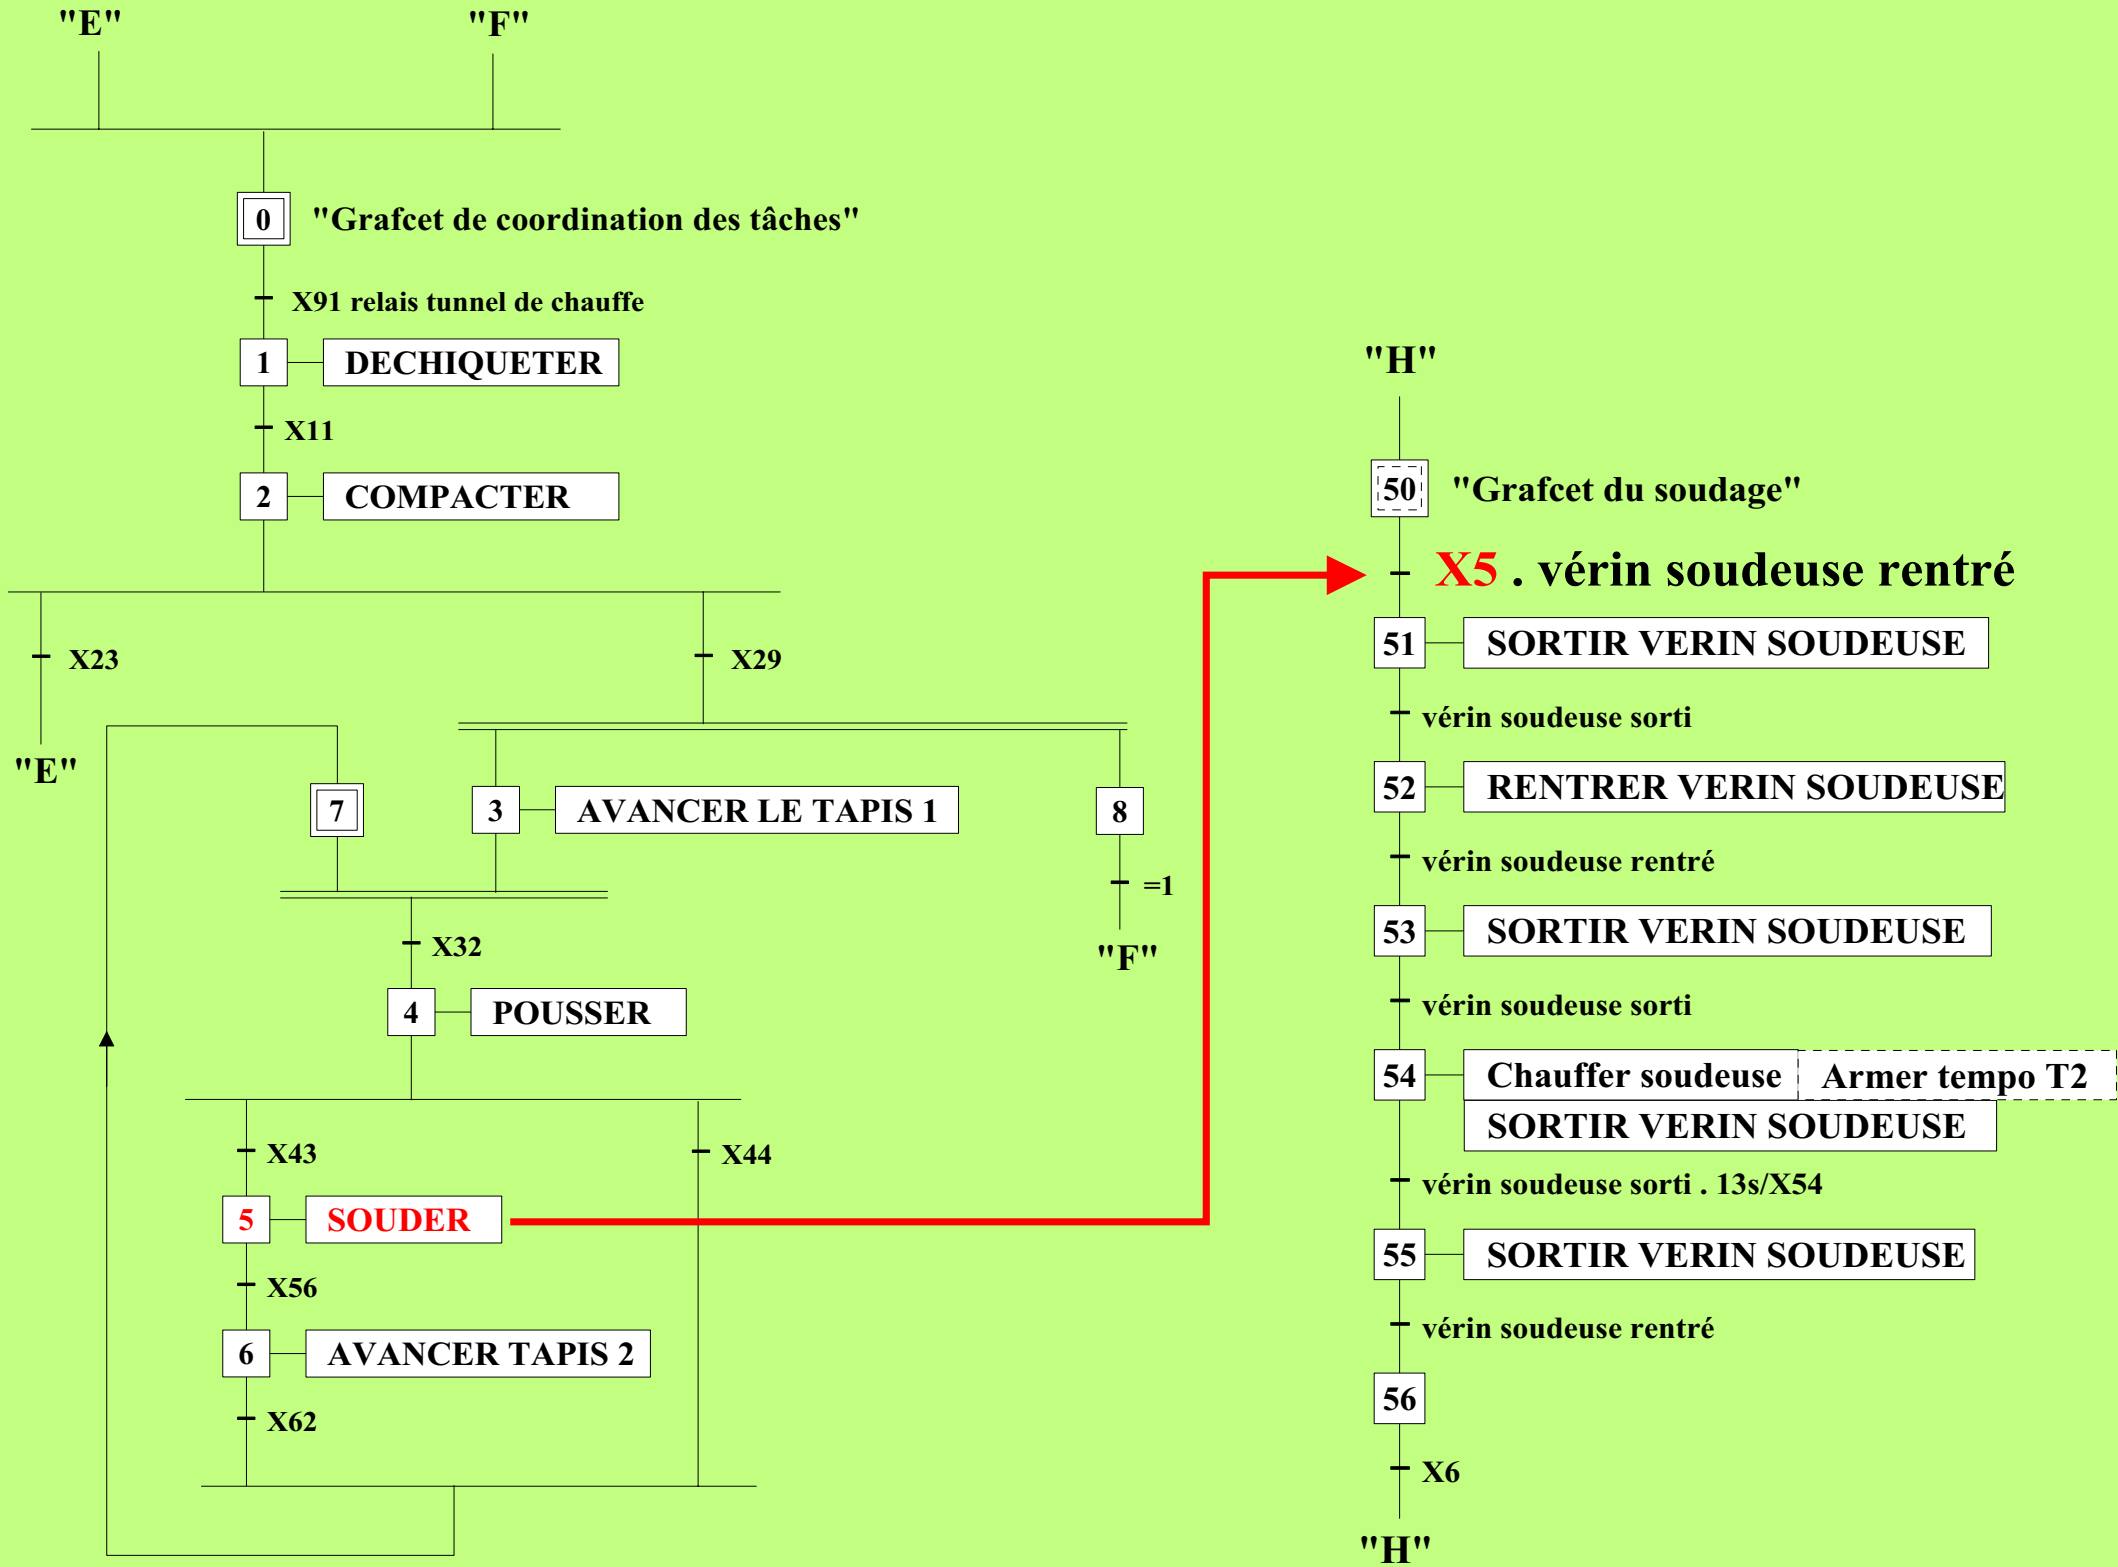 "E"
"F"
0
"Grafcet de coordination des tâches"
X91 relais tunnel de chauffe
1
DECHIQUETER
X11
2
COMPACTER
X23
X29
"E"
7
3
AVANCER LE TAPIS 1
8
=1
"F"
X32
4
POUSSER
X43
X44
5
SOUDER
X56
6
AVANCER TAPIS 2
X62
"H"
50
"Grafcet du soudage"
X5 . vérin soudeuse rentré
51
SORTIR VERIN SOUDEUSE
vérin soudeuse sorti
52
RENTRER VERIN SOUDEUSE
vérin soudeuse rentré
53
SORTIR VERIN SOUDEUSE
vérin soudeuse sorti
54
Chauffer soudeuse
Armer tempo T2
SORTIR VERIN SOUDEUSE
vérin soudeuse sorti . 13s/X54
55
SORTIR VERIN SOUDEUSE
vérin soudeuse rentré
56
X6
"H"